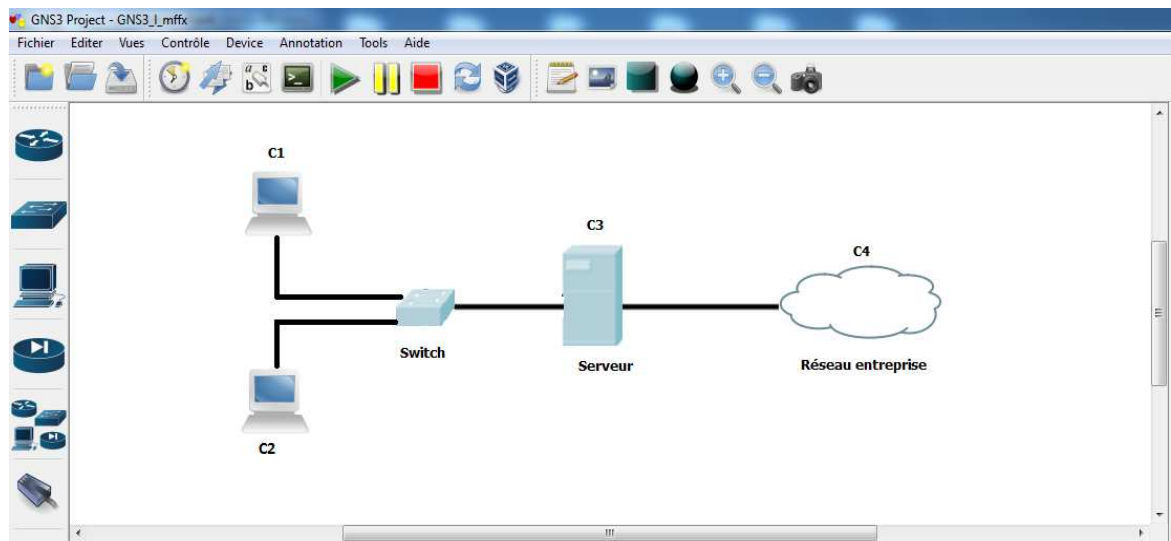 GNS3 Project - GNS3_I_mffx
Fichier Editer Vues Contrôle Device Annotation Tools Aide
C1
C3
C4
Switch
Serveur
Réseau entreprise
C2